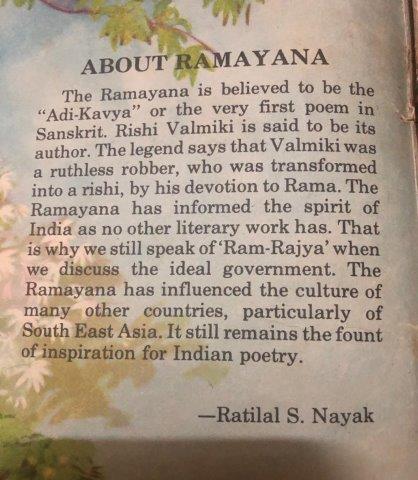 ABOUT RAMAYANA
The Ramayana is believed to be the
"Adi-Kavya" or the very first poem in
Sanskrit. Rishi Valmiki is said to be its
author. The legend says that Valmiki was
a ruthless robber, who was transformed
into a rishi, by his devotion to Rama. The
Ramayana has informed the spirit of
India as no other literary work has. That
is why we still speak of 'Ram-Rajya' when
we discuss the ideal government. The
Ramayana has influenced the culture of
many other countries, particularly of
South East Asia. It still remains the fount
of inspiration for Indian poetry.
—Ratilal S. Nayak